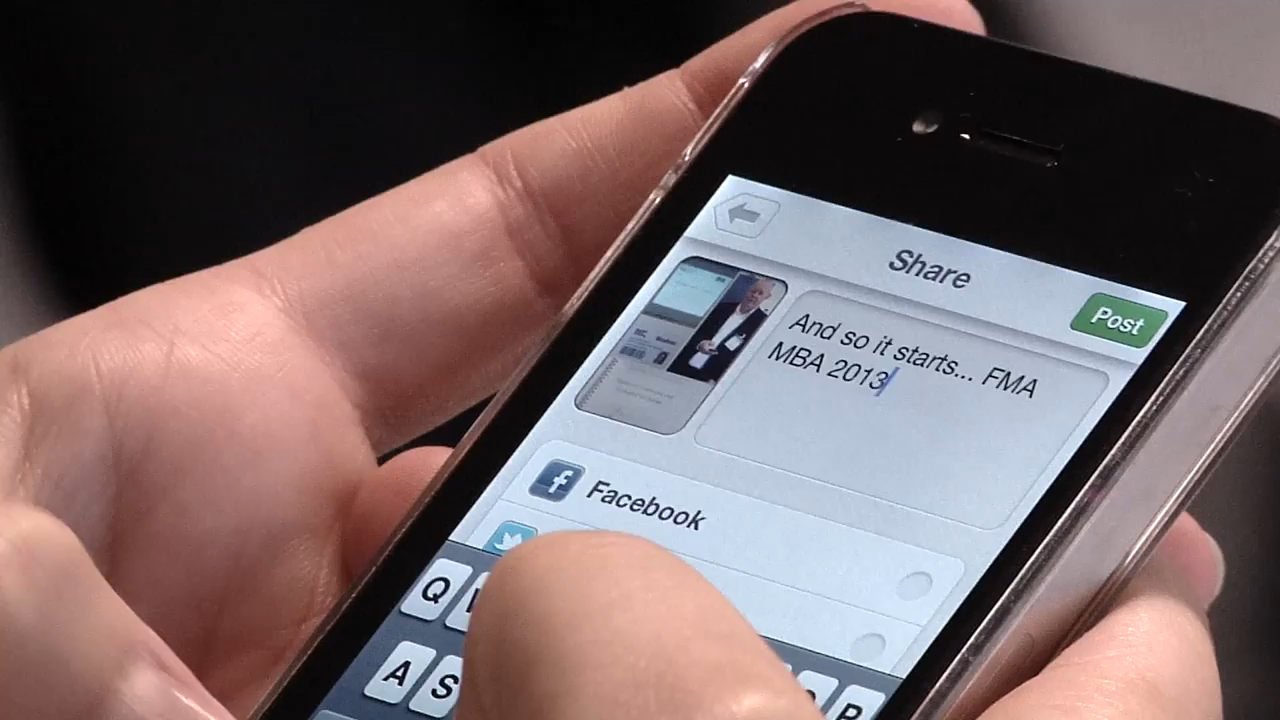 Share
Post
And so it starts... FMA
MBA 2013
Facebook
Q
A S
P